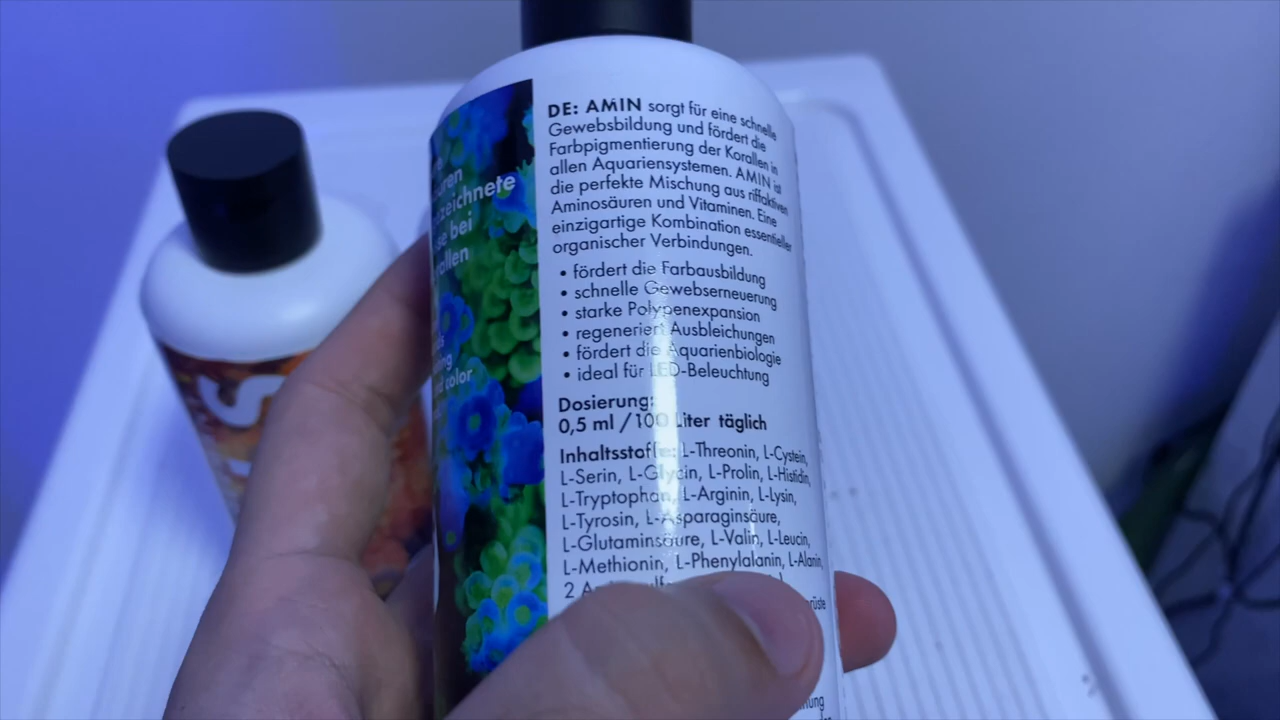 DE: AMIN sorgt für eine schnelle
Gewebsbildung und fördert die
Farbpigmentierung der Korallen in
allen Aquariensystemen. AMIN ist
die perfekte Mischung aus riffaktiven
Aminosäuren und Vitaminen. Eine
einzigartige Kombination essentieller
organischer Verbindungen.
• fördert die Farbausbildung
• schnelle Gewebserneuerung
• starke Polypenexpansion
• regeneriert Ausbleichungen
• fördert die Aquarienbiologie
• ideal für LED-Beleuchtung
Dosierung:
0,5 ml /100 Liter täglich
Inhaltsstoffe: L-Threonin, L-Cystein,
L-Serin, L-Glycin, L-Prolin, L-Histidin,
L-Tryptophan, L-Arginin, L-Lysin,
L-Tyrosin, L-Asparaginsäure,
L-Glutaminsäure, L-Valin, L-Leucin,
L-Methionin, L-Phenylalanin, L-Alanin,
2
bei
color